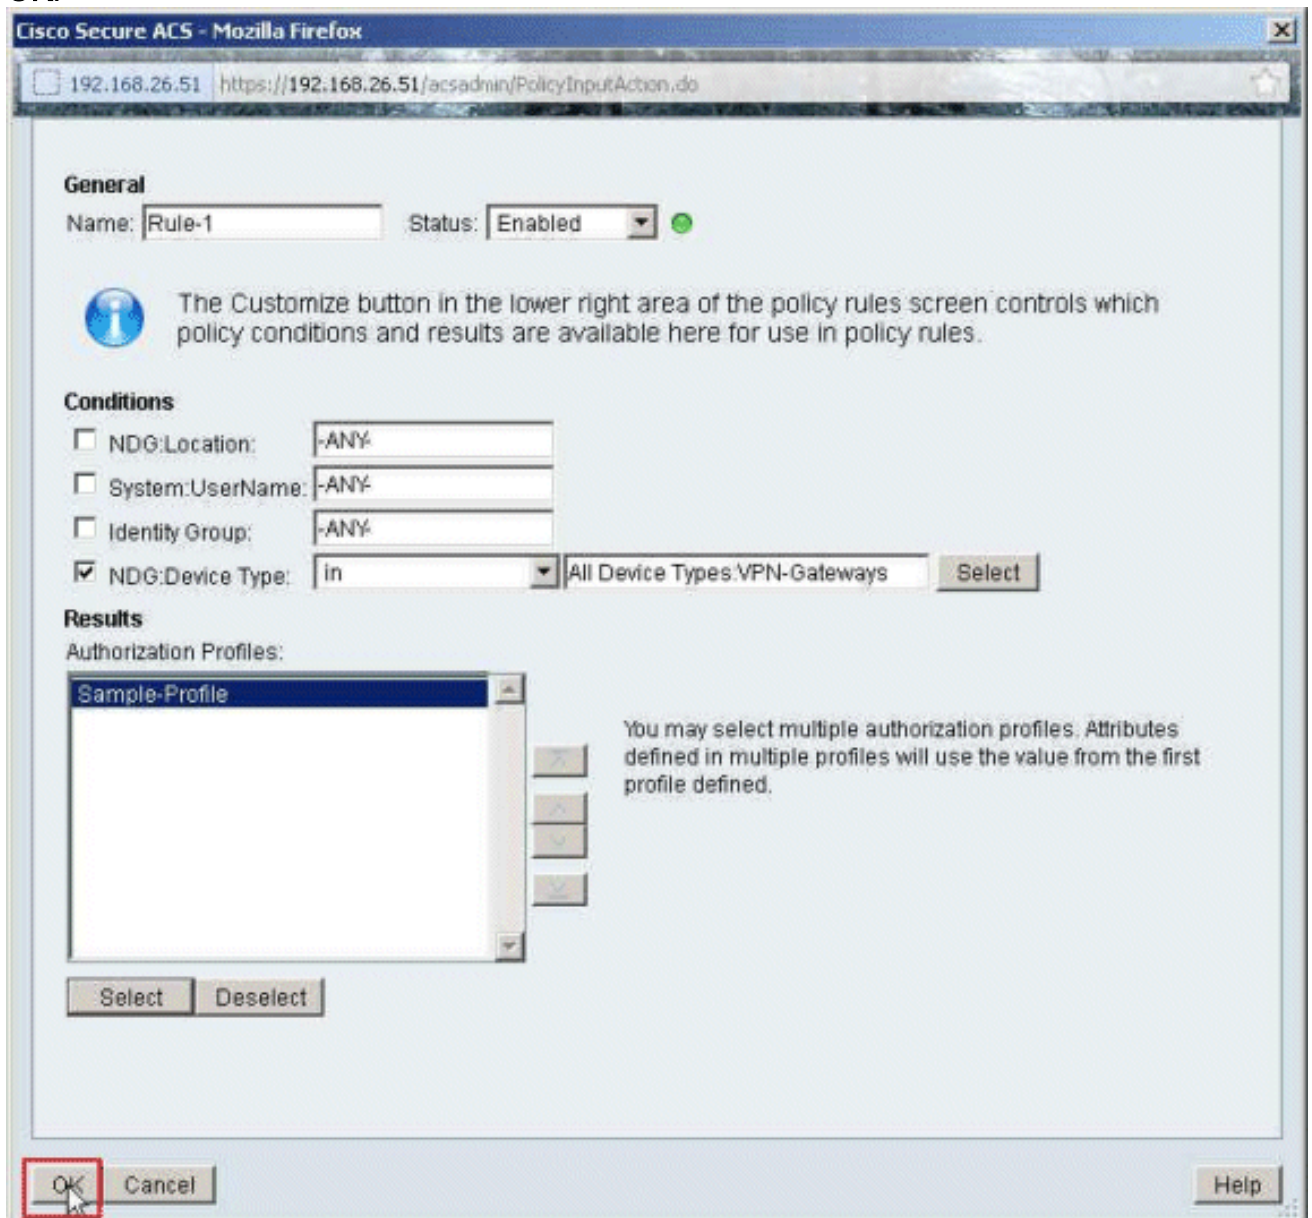 OK.
Cisco Secure ACS - Mozilla Firefox
192.168.26.51 https://192.168.26.51/acsadmin/PolicyInputAction.do
General
Name: Rule-1 Status: Enabled
The Customize button in the lower right area of the policy rules screen controls which
policy conditions and results are available here for use in policy rules.
Conditions
NDG:Location: -ANY-
System:UserName: -ANY-
Identity Group: -ANY-
NDG:Device Type: in All Device Types:VPN-Gateways Select
Results
Authorization Profiles:
Sample-Profile
You may select multiple authorization profiles. Attributes
defined in multiple profiles will use the value from the first
profile defined.
Select Deselect
OK Cancel Help